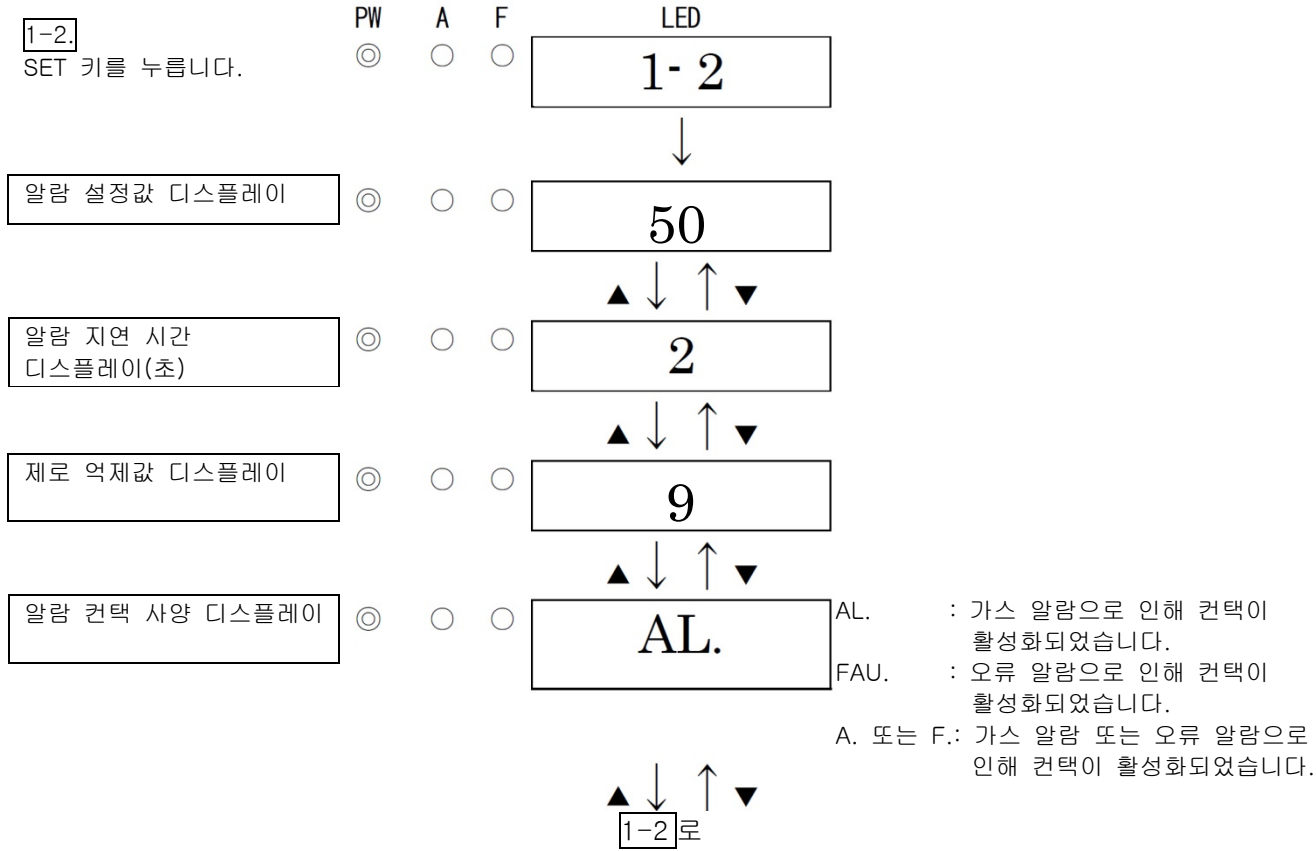 PW A F LED
1-2.
SET 키를 누릅니다.
◎ ○ ○ 1- 2
↓
알람 설정값 디스플레이 ◎ ○ ○ 50
▲ ↓ ↑ ▼
알람 지연 시간
디스플레이(초)
◎ ○ ○ 2
▲ ↓ ↑ ▼
제로 억제값 디스플레이 ◎ ○ ○ 9
▲ ↓ ↑ ▼
알람 컨택 사양 디스플레이 ◎ ○ ○ AL.
AL. : 가스 알람으로 인해 컨택이
활성화되었습니다.
FAU. : 오류 알람으로 인해 컨택이
활성화되었습니다.
A. 또는 F.: 가스 알람 또는 오류 알람으로
인해 컨택이 활성화되었습니다.
▲ ↓ ↑ ▼
1-2로